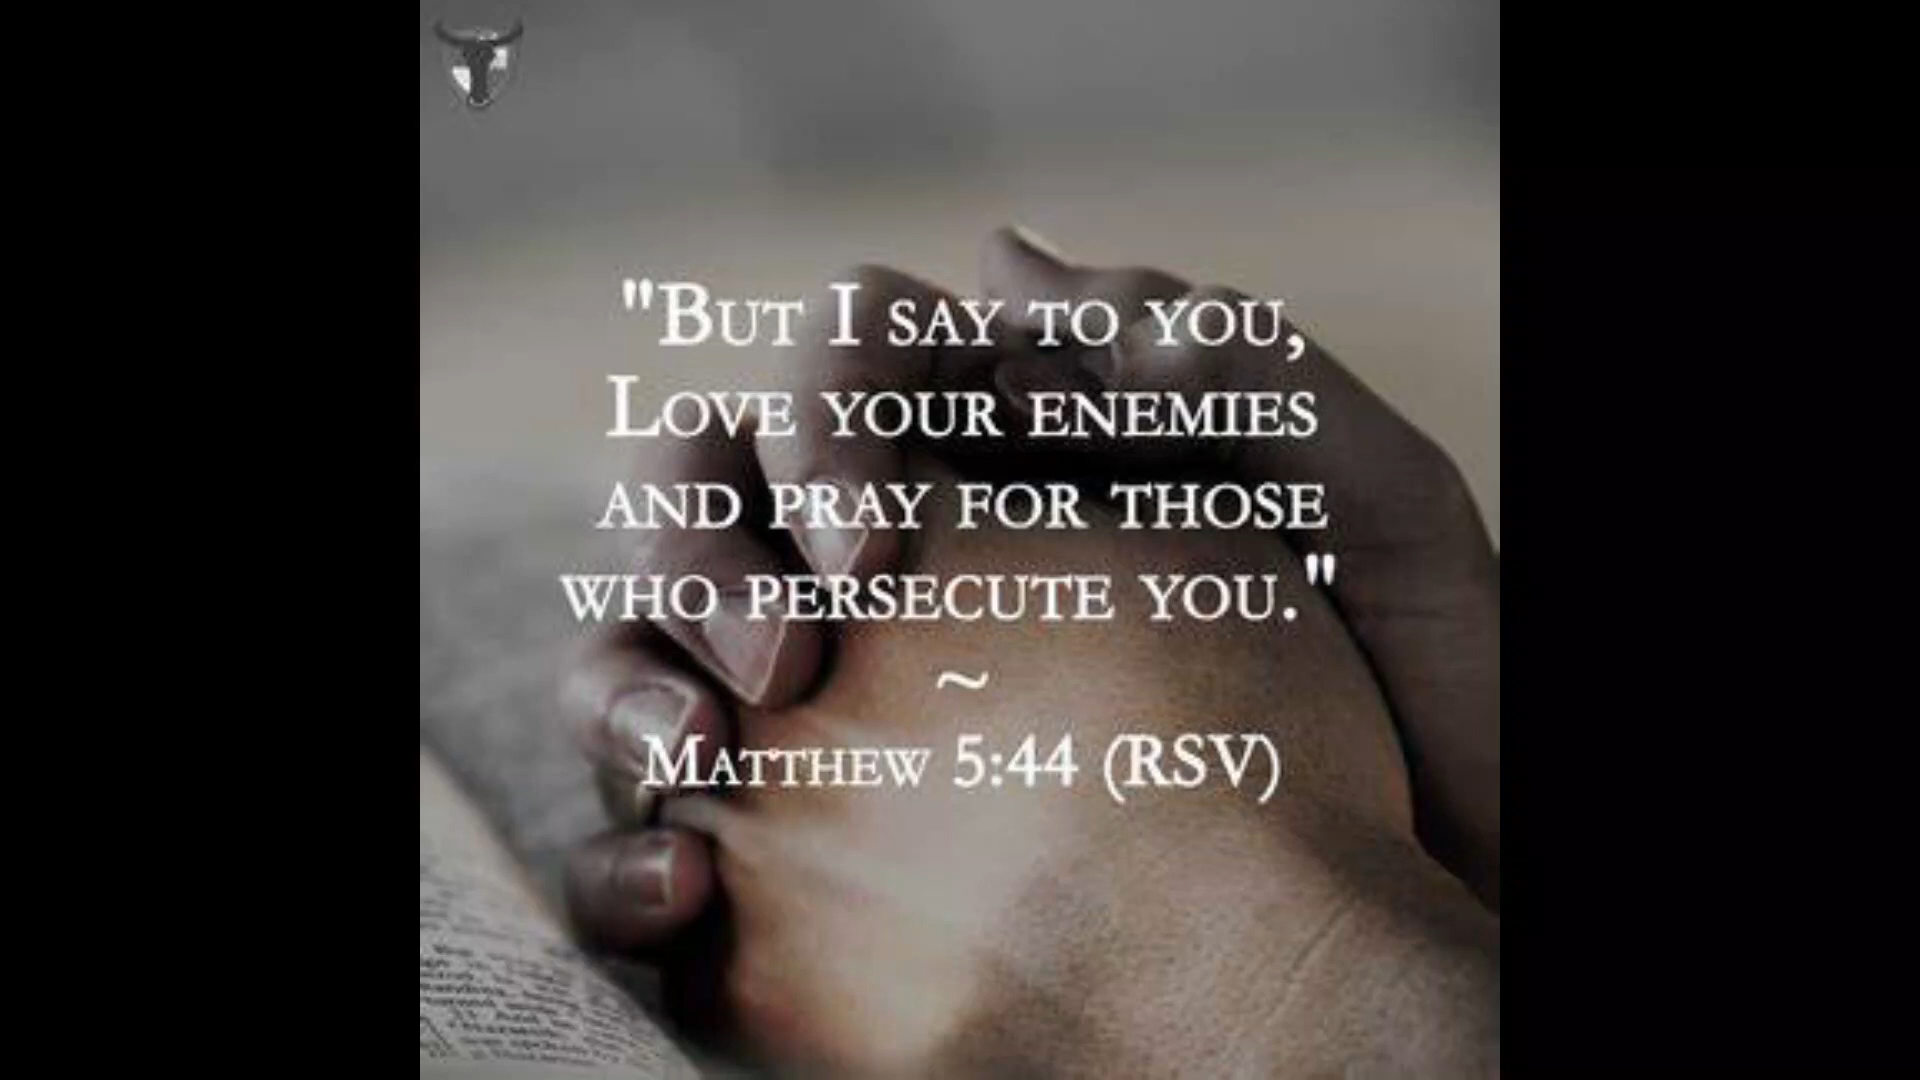 "But I say to you,
Love your enemies
and pray for those
who persecute you."
~
Matthew 5:44 (RSV)